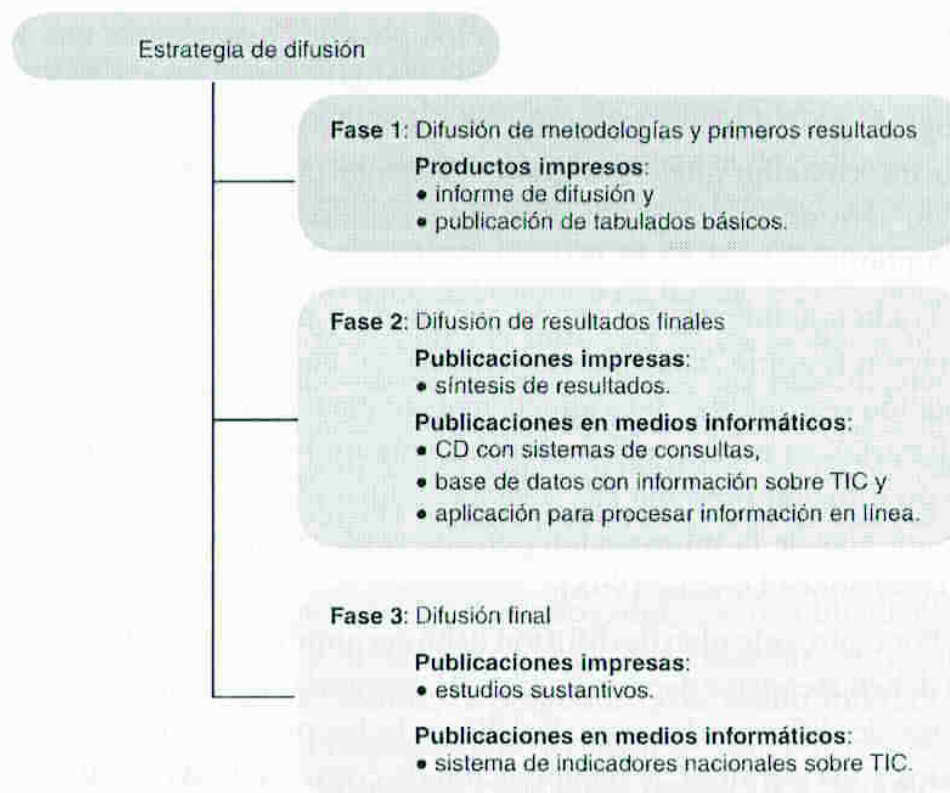 Estrategia de difusión
Fase 1: Difusión de metodologías y primeros resultados
Productos impresos:
• informe de difusión y
• publicación de tabulados básicos.
Fase 2: Difusión de resultados finales
Publicaciones impresas:
• síntesis de resultados.
Publicaciones en medios informáticos:
• CD con sistemas de consultas,
• base de datos con información sobre TIC y
• aplicación para procesar información en línea.
Fase 3: Difusión final
Publicaciones impresas:
• estudios sustantivos.
Publicaciones en medios informáticos:
• sistema de indicadores nacionales sobre TIC.